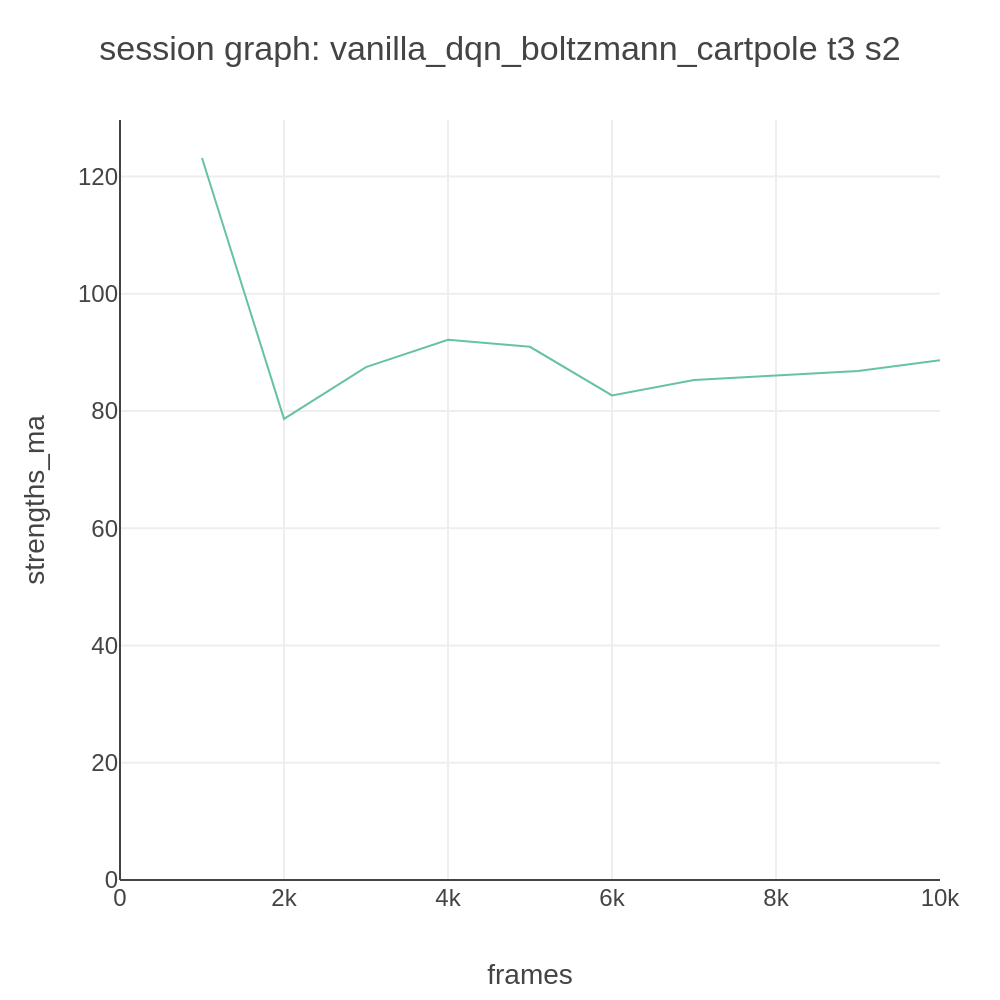 session graph: vanilla_dqn_boltzmann_cartpole t3 s2
120
100
80
60
40
20
0
strengths_ma
0 2k 4k 6k 8k 10k
frames